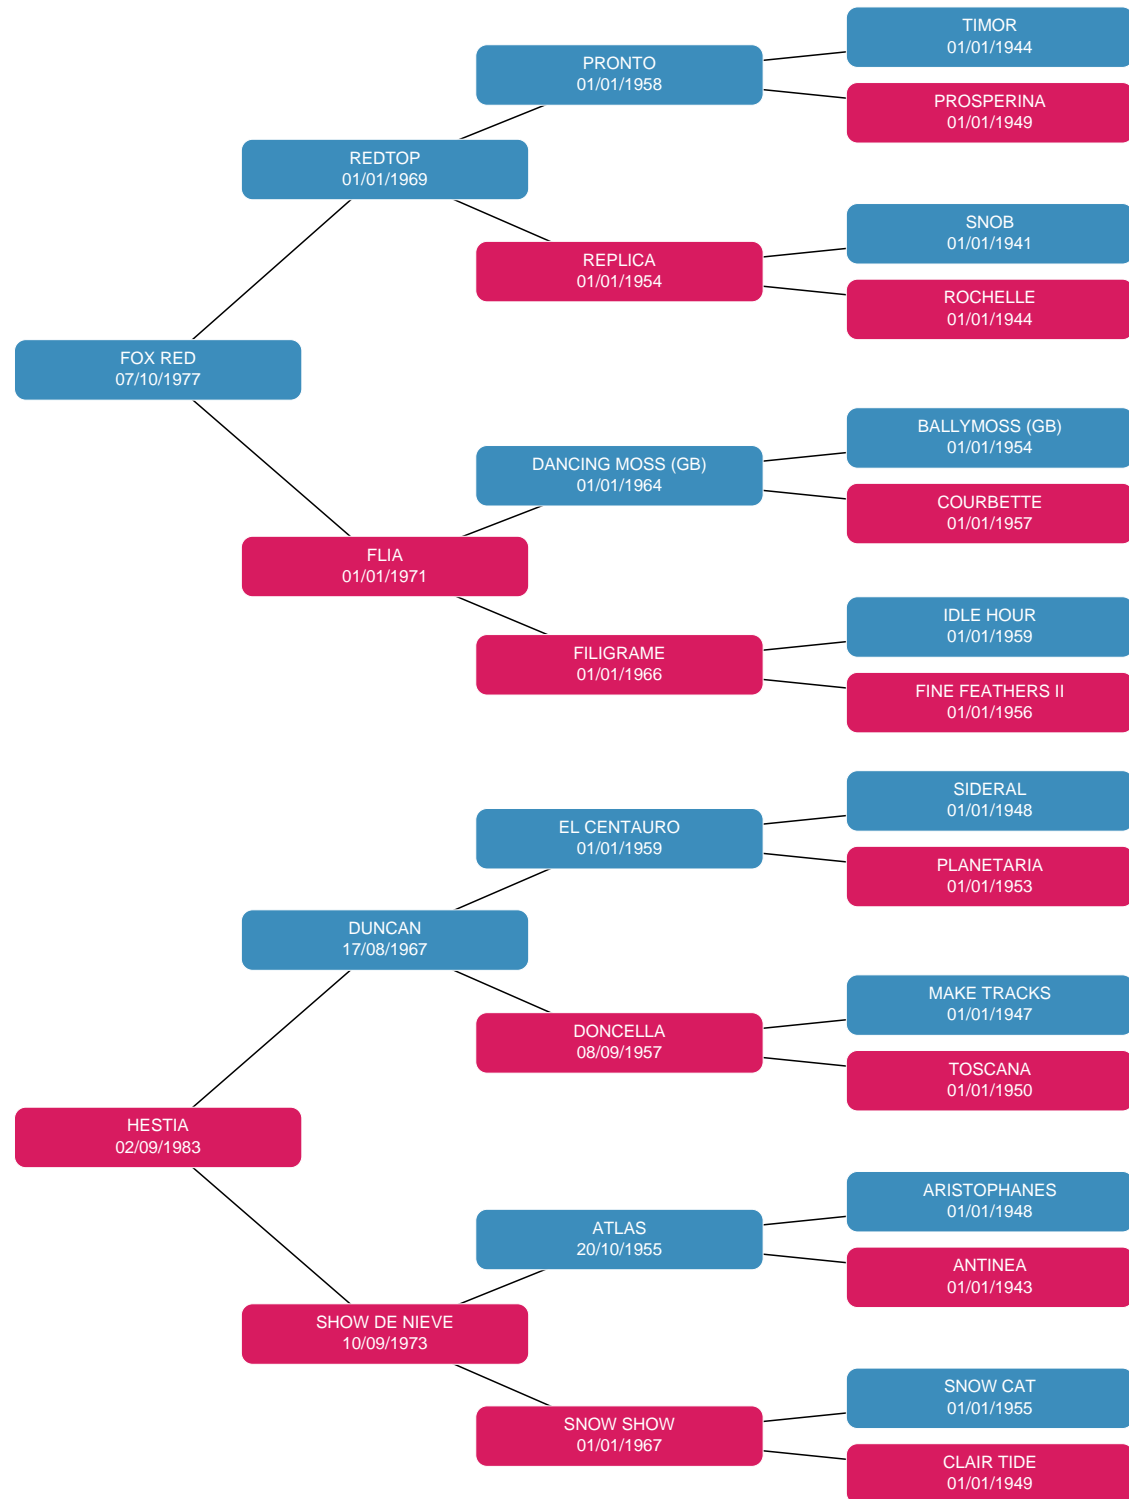 TIMOR
01/01/1944
PRONTO
01/01/1958
PROSPERINA
01/01/1949
REDTOP
01/01/1969
SNOB
01/01/1941
REPLICA
01/01/1954
ROCHELLE
01/01/1944
FOX RED
07/10/1977
BALLYMOSS (GB)
01/01/1954
DANCING MOSS (GB)
01/01/1964
COURBETTE
01/01/1957
FLIA
01/01/1971
IDLE HOUR
01/01/1959
FILIGRAME
01/01/1966
FINE FEATHERS II
01/01/1956
SIDERAL
01/01/1948
EL CENTAURO
01/01/1959
PLANETARIA
01/01/1953
DUNCAN
17/08/1967
MAKE TRACKS
01/01/1947
DONCELLA
08/09/1957
TOSCANA
01/01/1950
HESTIA
02/09/1983
ARISTOPHANES
01/01/1948
ATLAS
20/10/1955
ANTINEA
01/01/1943
SHOW DE NIEVE
10/09/1973
SNOW CAT
01/01/1955
SNOW SHOW
01/01/1967
CLAIR TIDE
01/01/1949